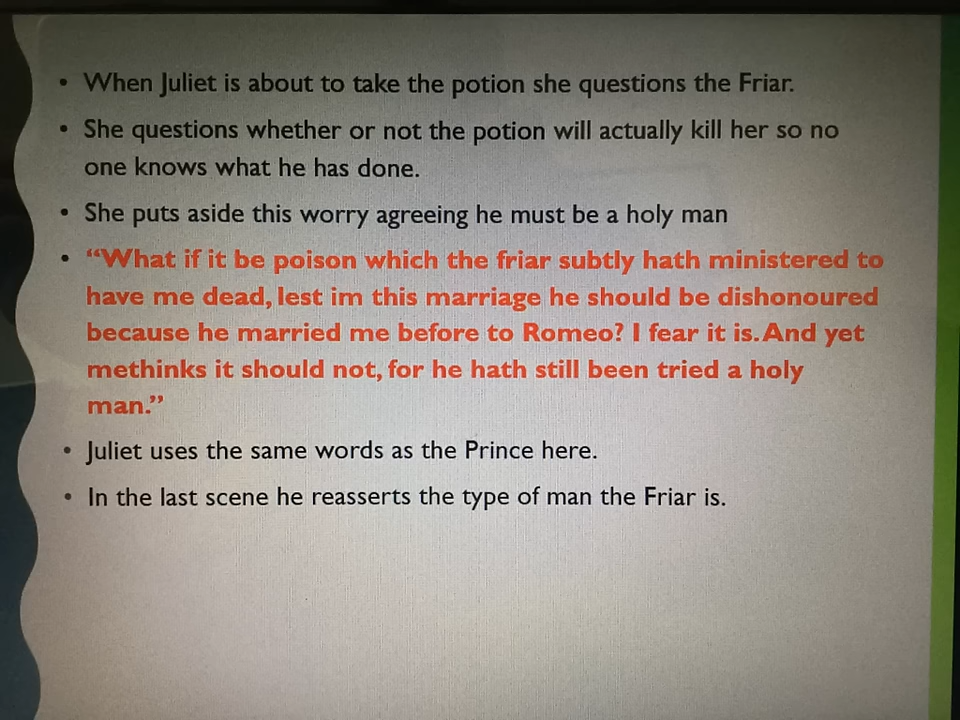 • When Juliet is about to take the potion she questions the Friar.
• She questions whether or not the potion will actually kill her so no
one knows what he has done.
• She puts aside this worry agreeing he must be a holy man
• “What if it be poison which the friar subtly hath ministered to
have me dead, lest im this marriage he should be dishonoured
because he married me before to Romeo? I fear it is. And yet
methinks it should not, for he hath still been tried a holy
man.”
• Juliet uses the same words as the Prince here.
• In the last scene he reasserts the type of man the Friar is.